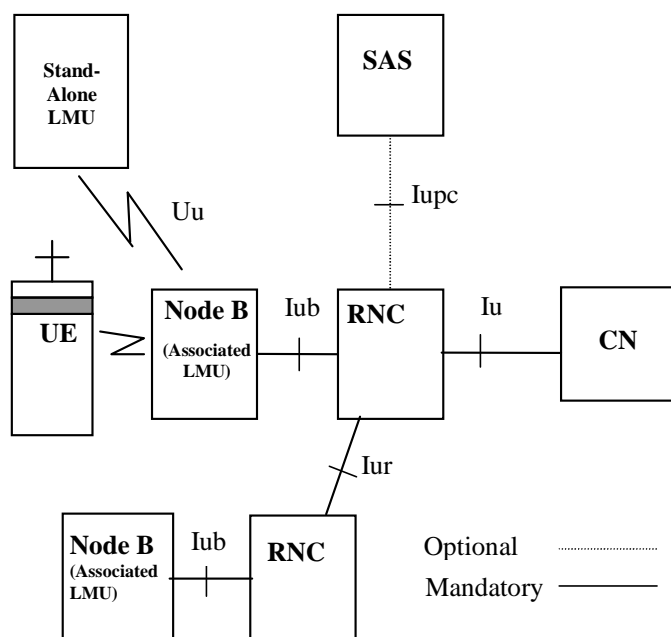 Stand-
Alone
LMU
SAS
Uu
Iupc
UE
Node B
(Associated
LMU)
Iub
RNC
Iu
CN
Iur
Node B
(Associated
LMU)
Iub
RNC
Optional
Mandatory